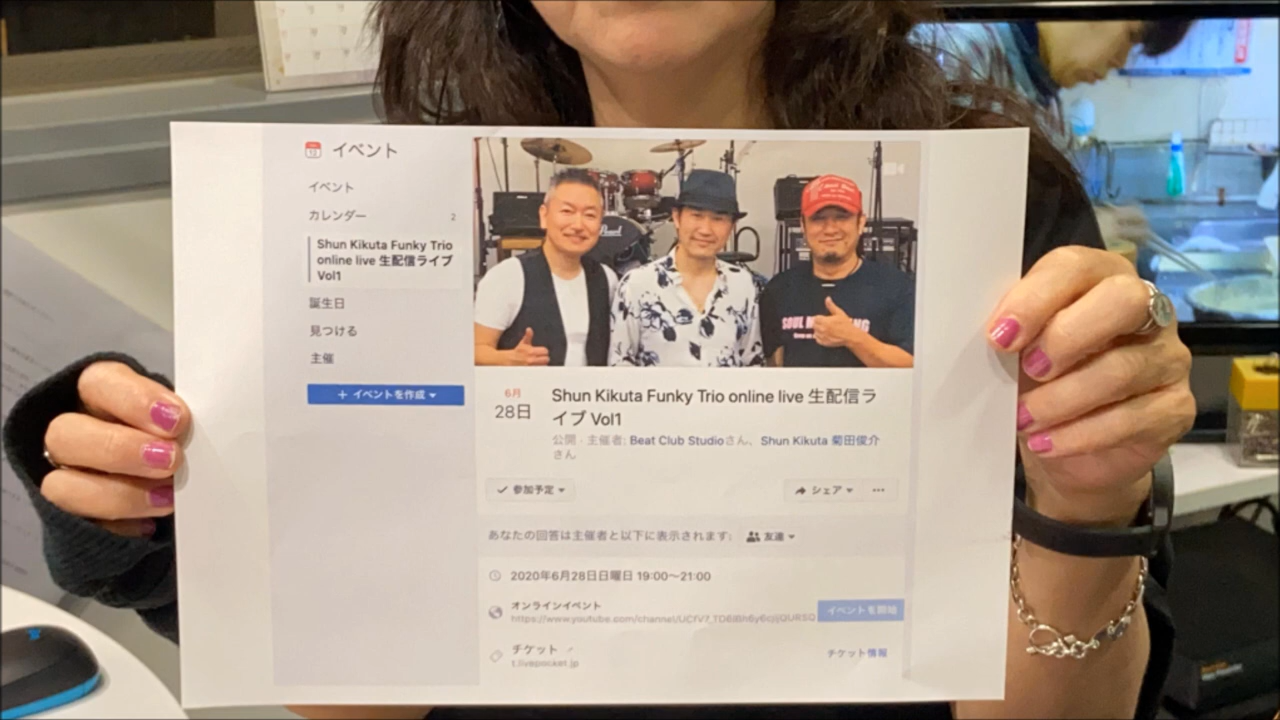 イベント
イベント
カレンダー 2
Shun Kikuta Funky Trio
online live 生配信ライブ
Vol1
誕生日
見つける
主催
+ イベントを作成
Pearl
SOUL
6月
28日
Shun Kikuta Funky Trio online live 生配信ラ
イブ Vol1
公開 · 主催者: Beat Club Studioさん、Shun Kikuta 菊田俊介
さん
参加予定
シェア
あなたの回答は主催者と以下に表示されます: 友達
2020年6月28日日曜日 19:00〜21:00
オンラインイベント
https://www.youtube.com/channel/
イベントを開始
チケット
t.livepocket.jp
チケット情報